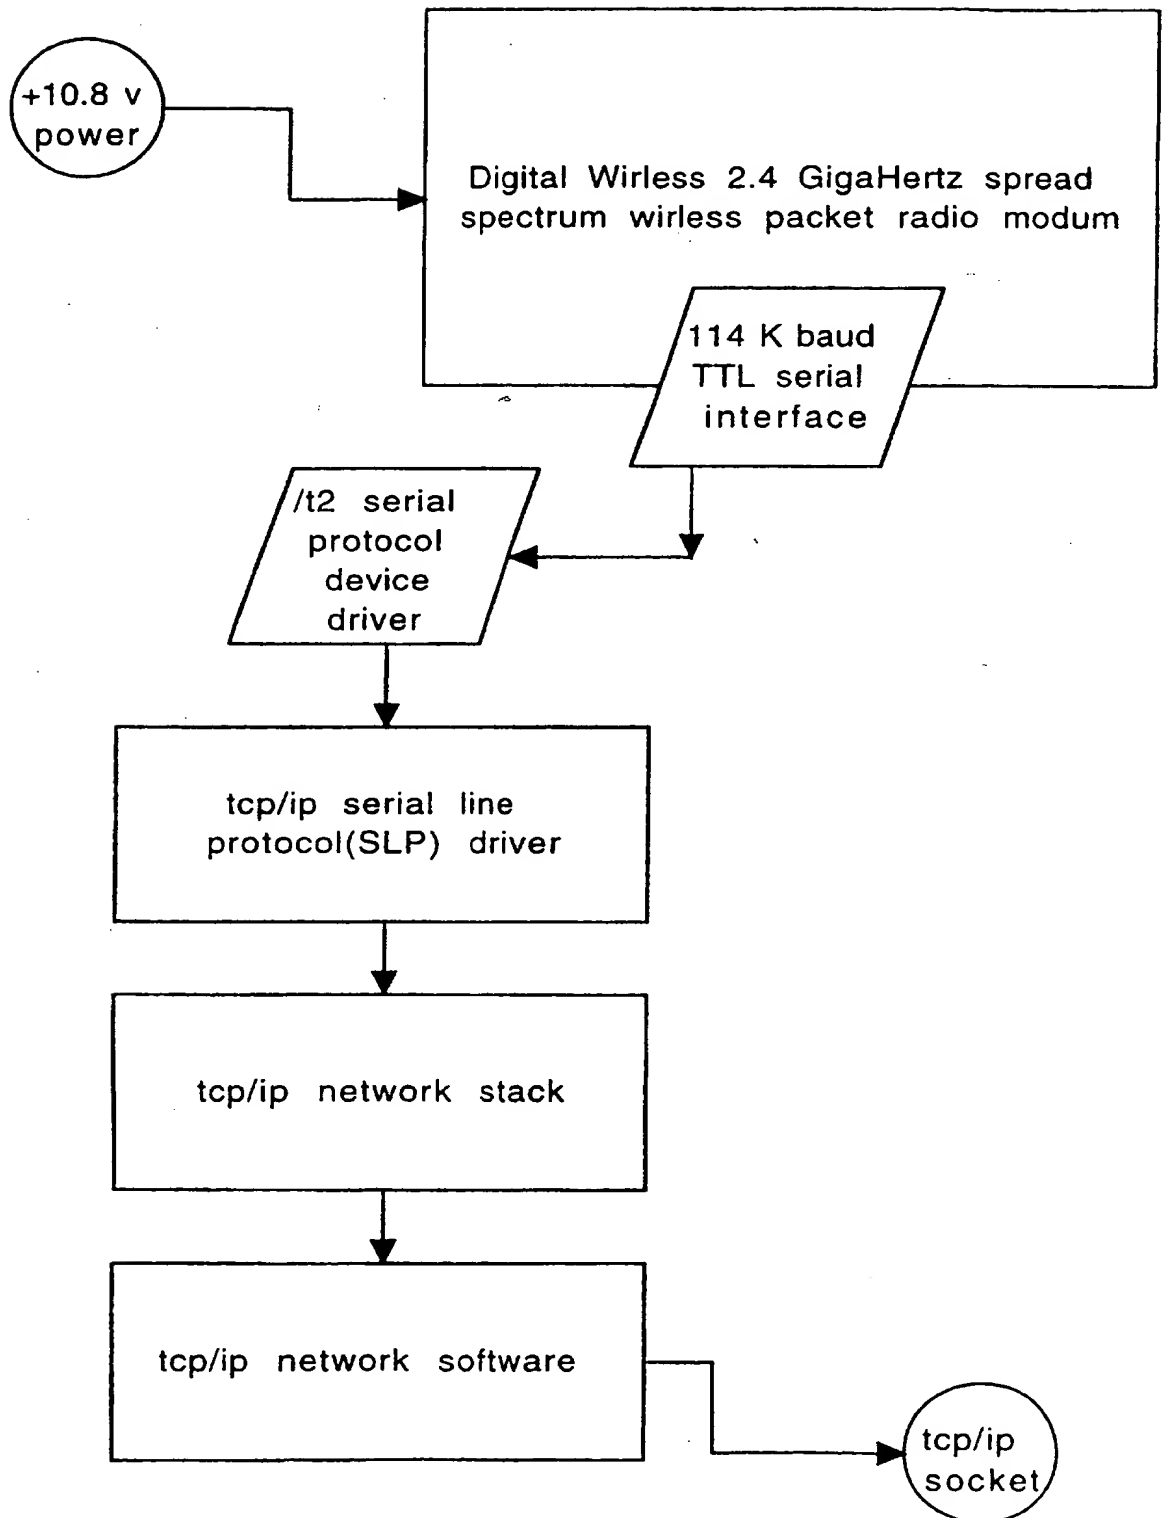 +10.8 v
power
Digital Wirless 2.4 GigaHertz spread
spectrum wirless packet radio modum
114 K baud
TTL serial
interface
/t2 serial
protocol
device
driver
tcp/ip serial line
protocol(SLP) driver
tcp/ip network stack
tcp/ip network software
tcp/ip
socket